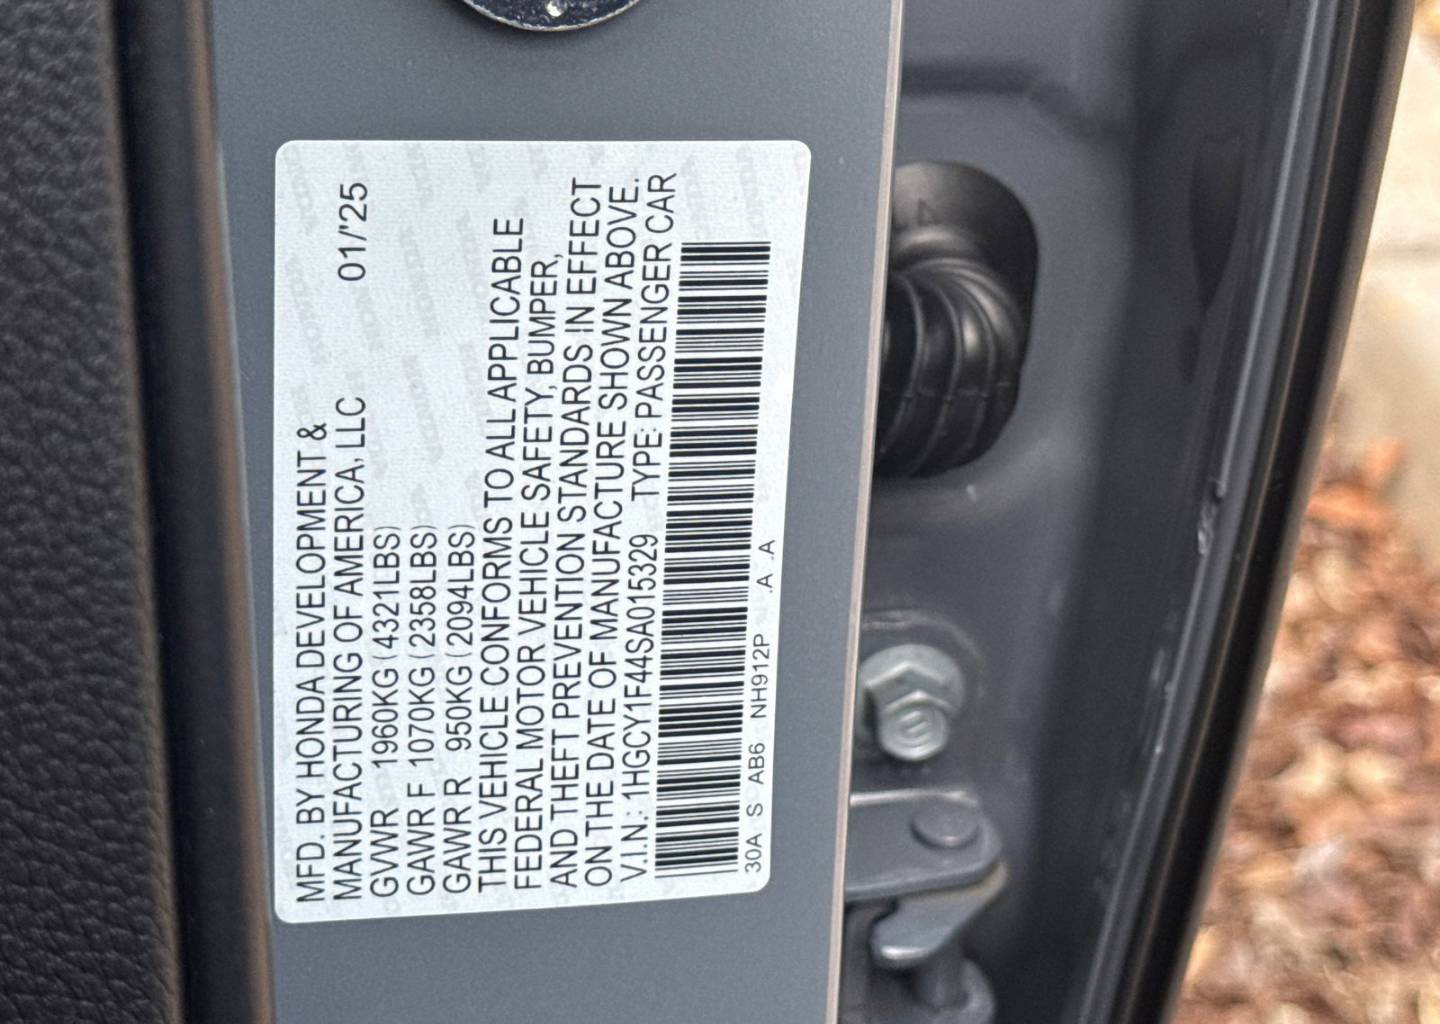 MFD. BY HONDA DEVELOPMENT &
MANUFACTURING OF AMERICA, LLC 01/'25
GVWR 1960KG (4321LBS)
GAWR F 1070KG (2358LBS)
GAWR R 950KG (2094LBS)
THIS VEHICLE CONFORMS TO ALL APPLICABLE
FEDERAL MOTOR VEHICLE SAFETY, BUMPER,
AND THEFT PREVENTION STANDARDS IN EFFECT
ON THE DATE OF MANUFACTURE SHOWN ABOVE.
V.I.N.: 1HGCY1F44SA015329 TYPE: PASSENGER CAR
30A S AB6 NH912P .A .A